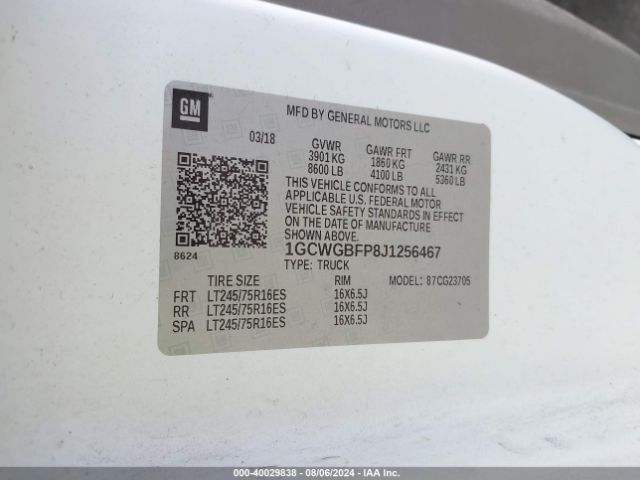 GM
MFD BY GENERAL MOTORS LLC
03/18
GVWR GAWR FRT GAWR RR
3901 KG 1860 KG 2431 KG
8600 LB 4100 LB 5360 LB
THIS VEHICLE CONFORMS TO ALL
APPLICABLE U.S. FEDERAL MOTOR
VEHICLE SAFETY STANDARDS IN EFFECT
ON THE DATE OF MANUFACTURE
SHOWN ABOVE.
8624
1GCWGBFP8J1256467
TYPE: TRUCK
TIRE SIZE RIM MODEL: 87CG23705
FRT LT245/75R16ES 16X6.5J
RR LT245/75R16ES 16X6.5J
SPA LT245/75R16ES 16X6.5J
000-40029838 - 08/06/2024 - IAA Inc.